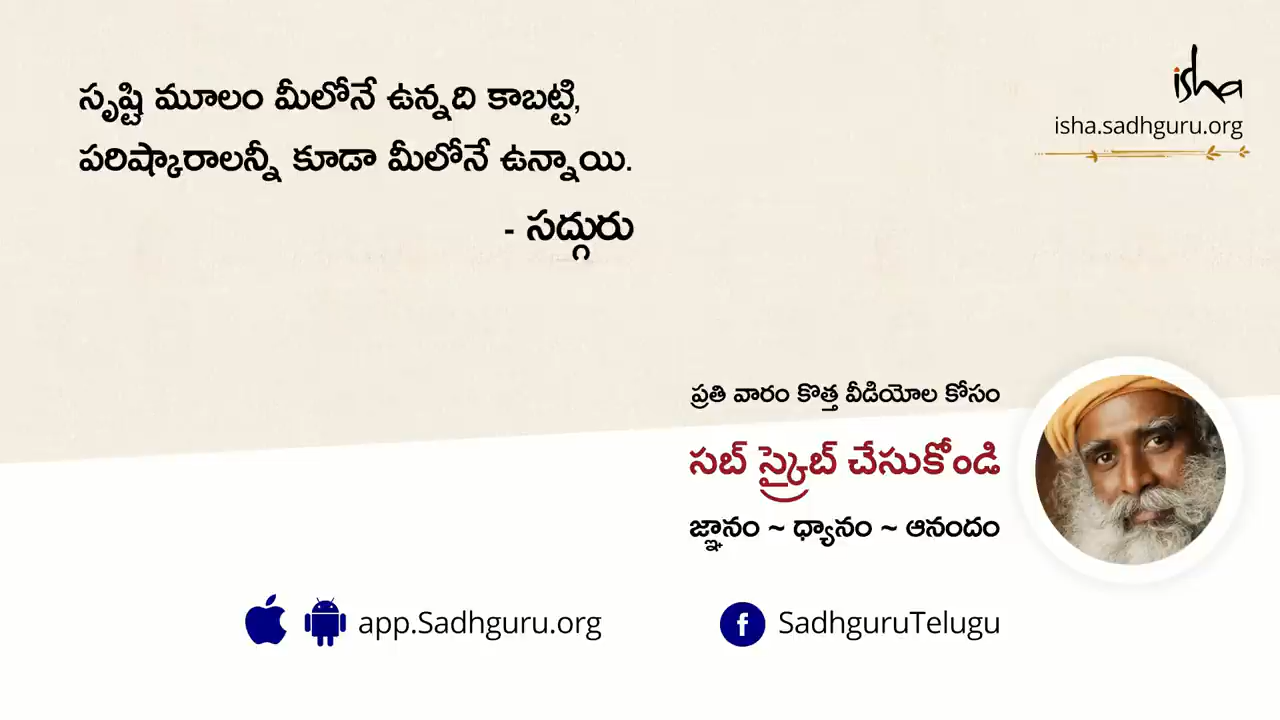 సృష్టి మూలం మీలోనే ఉన్నది కాబట్టి,
పరిష్కారాలన్నీ కూడా మీలోనే ఉన్నాయి.
- సద్గురు
isha
isha.sadhguru.org
ప్రతి వారం కొత్త వీడియోల కోసం
సబ్ స్క్రైబ్ చేసుకోండి
జ్ఞానం ~ ధ్యానం ~ ఆనందం
app.Sadhguru.org
f SadhguruTelugu